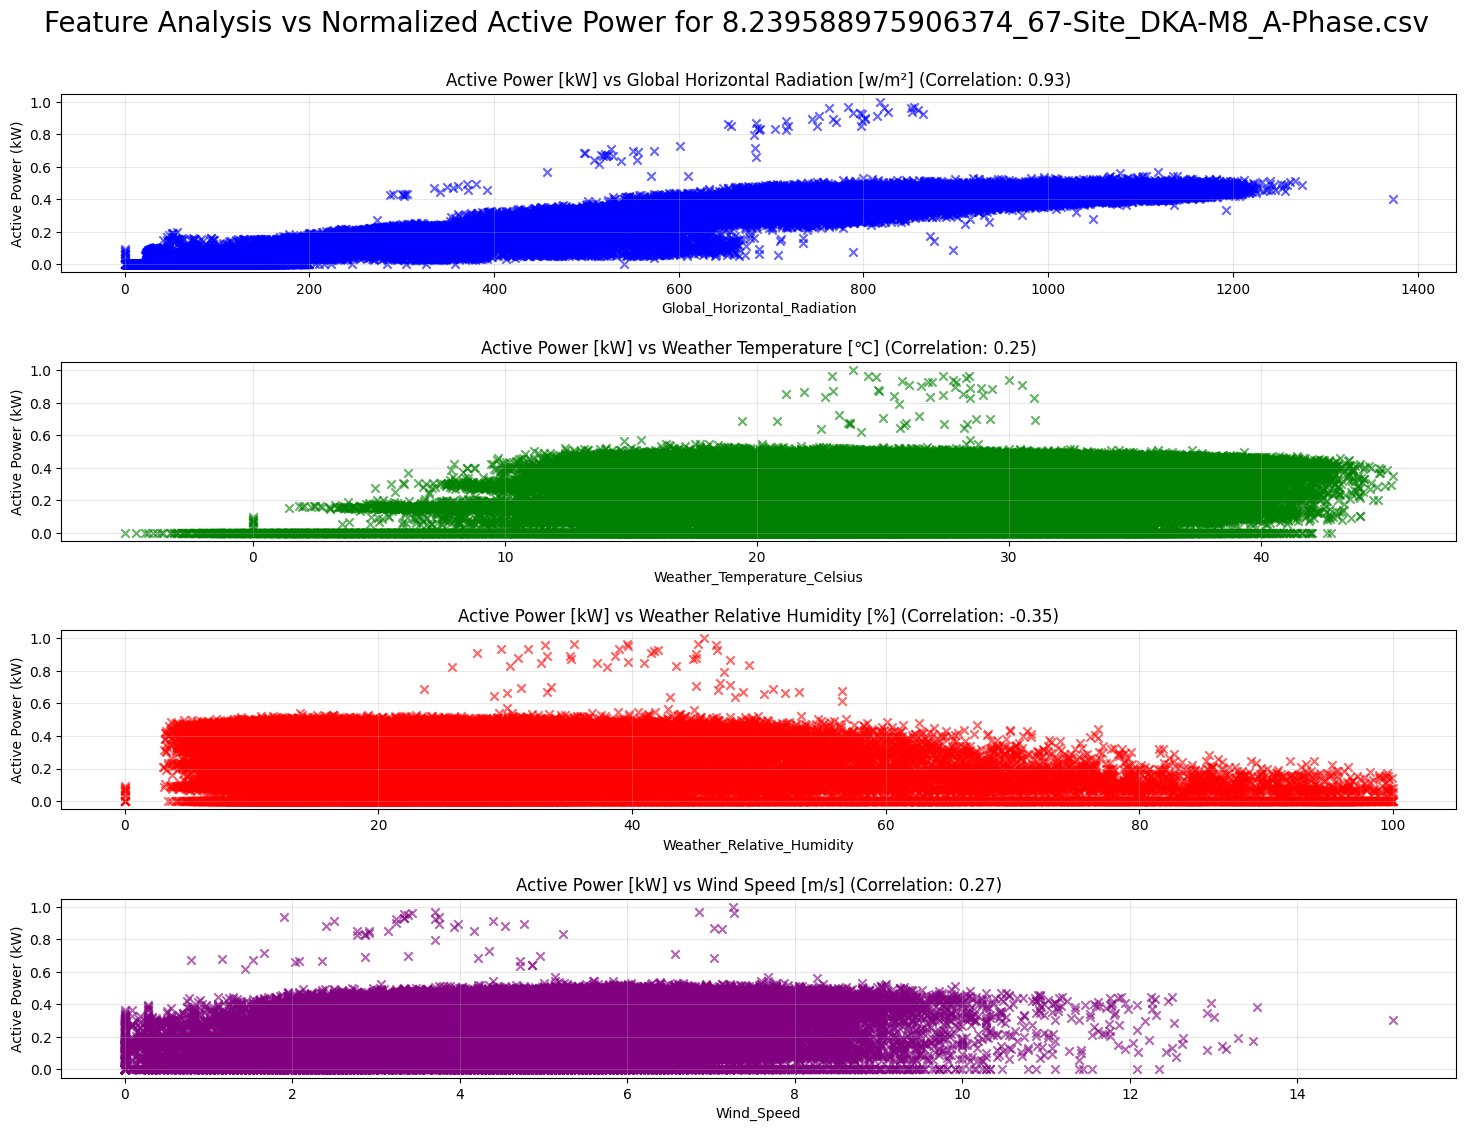 Feature Analysis vs Normalized Active Power for 8.239588975906374_67-Site_DKA-M8_A-Phase.csv
Active Power [kW] vs Global Horizontal Radiation [w/m²] (Correlation: 0.93)
Active Power (kW)
1.0
0.8
0.6
0.4
0.2
0.0
0 200 400 600 800 1000 1200 1400
Global_Horizontal_Radiation
Active Power [kW] vs Weather Temperature [℃] (Correlation: 0.25)
Active Power (kW)
1.0
0.8
0.6
0.4
0.2
0.0
0 10 20 30 40
Weather_Temperature_Celsius
Active Power [kW] vs Weather Relative Humidity [%] (Correlation: -0.35)
Active Power (kW)
1.0
0.8
0.6
0.4
0.2
0.0
0 20 40 60 80 100
Weather_Relative_Humidity
Active Power [kW] vs Wind Speed [m/s] (Correlation: 0.27)
Active Power (kW)
1.0
0.8
0.6
0.4
0.2
0.0
0 2 4 6 8 10 12 14
Wind_Speed